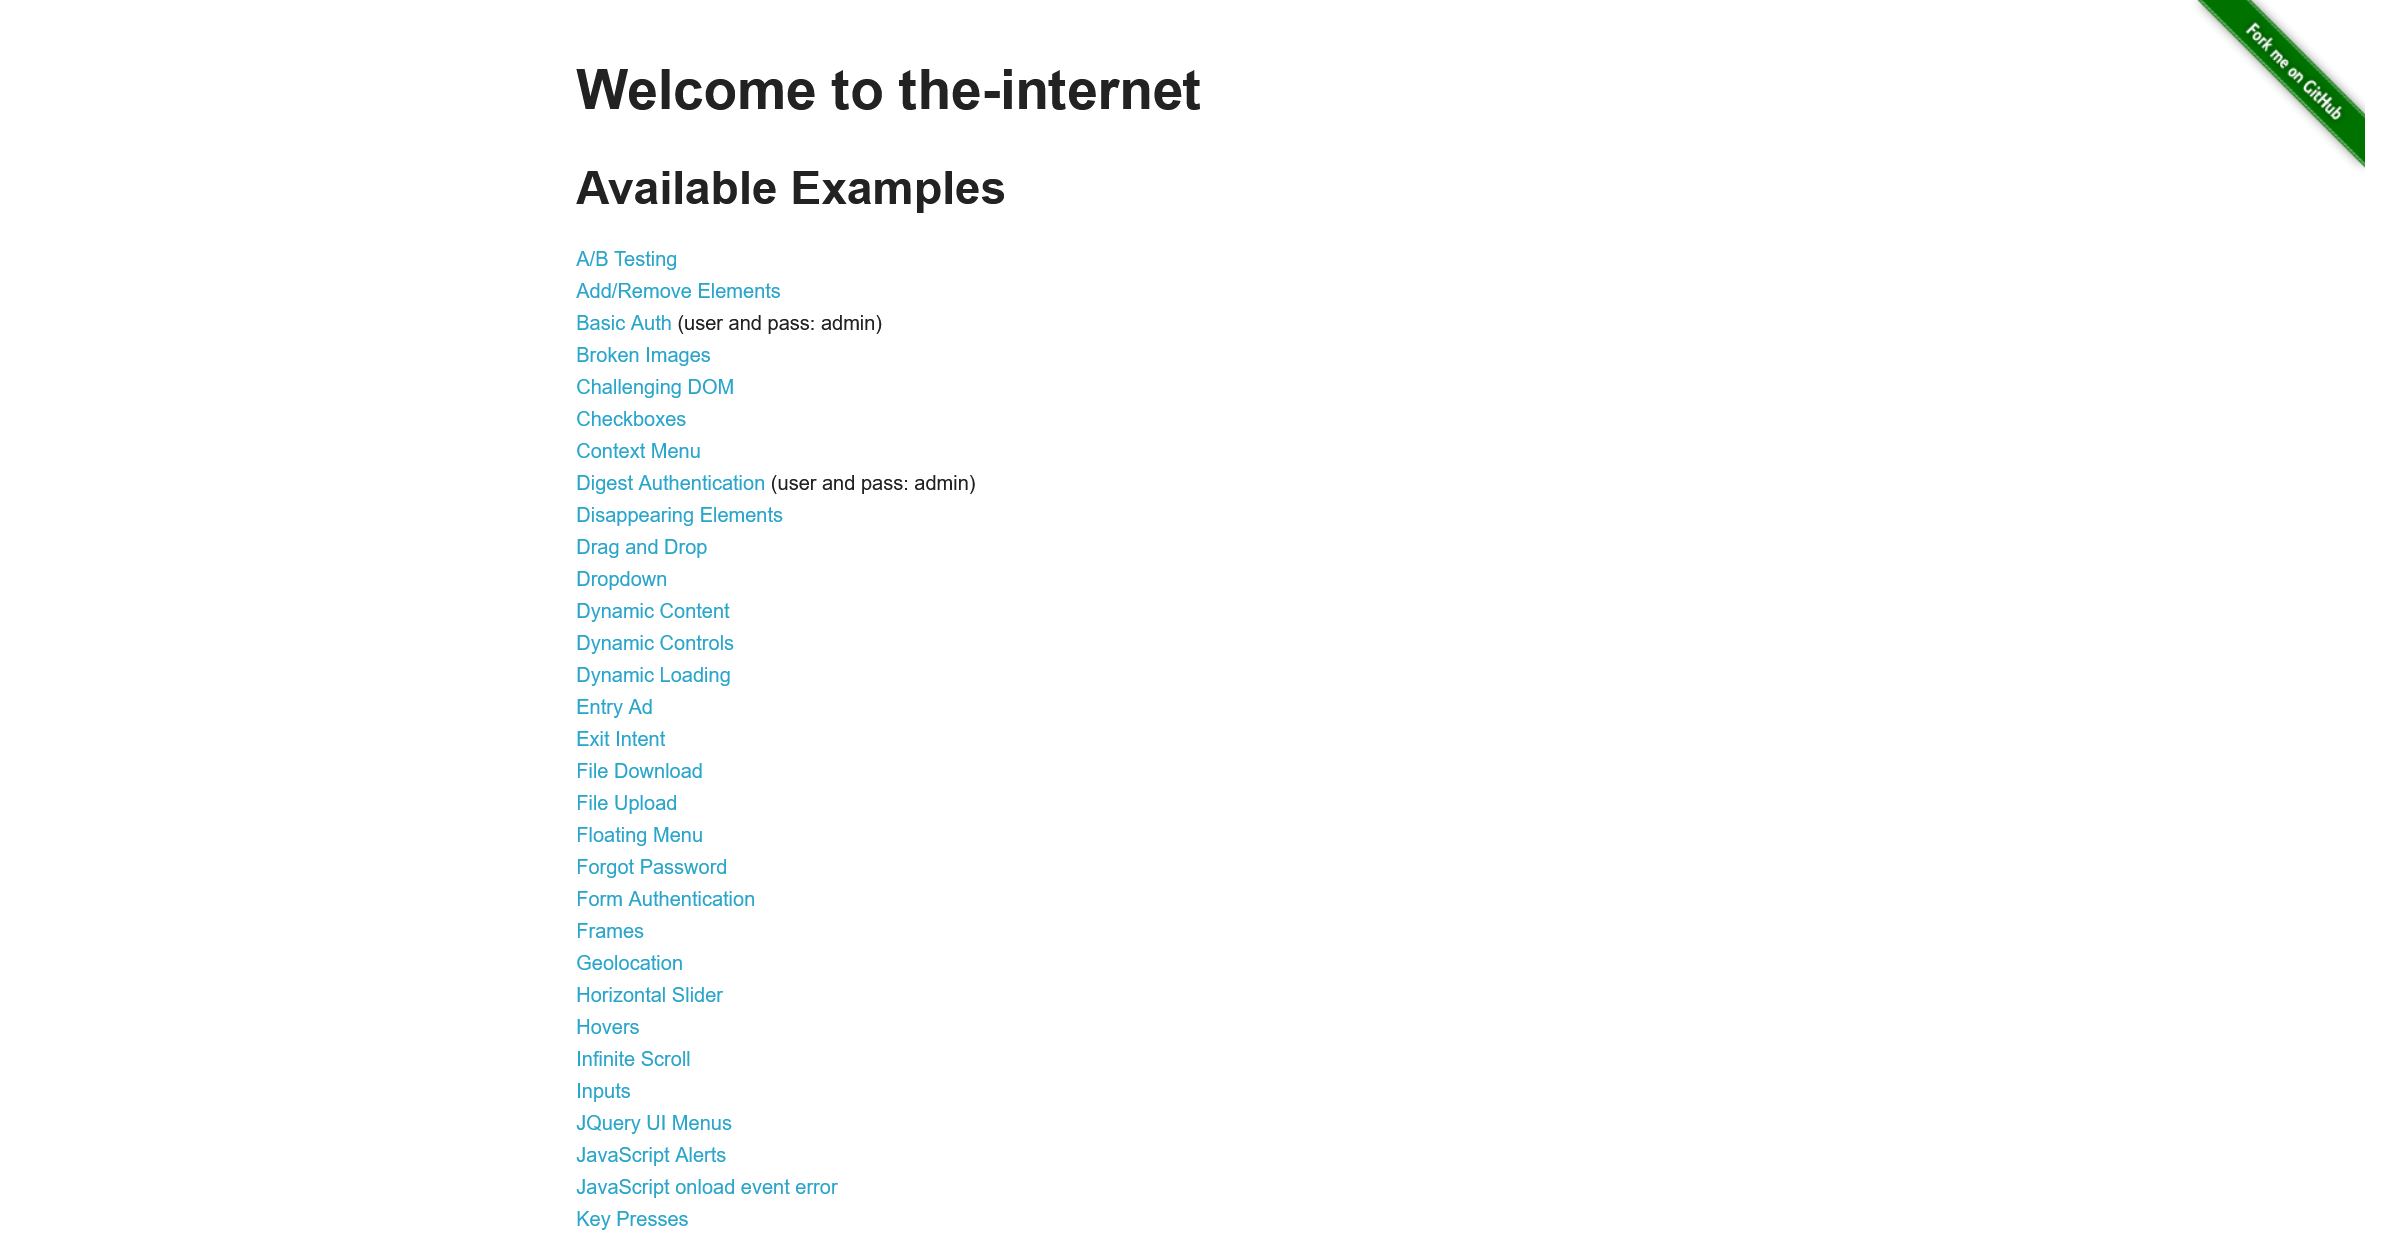 Fork me on GitHub
Welcome to the-internet
Available Examples
A/B Testing
Add/Remove Elements
Basic Auth (user and pass: admin)
Broken Images
Challenging DOM
Checkboxes
Context Menu
Digest Authentication (user and pass: admin)
Disappearing Elements
Drag and Drop
Dropdown
Dynamic Content
Dynamic Controls
Dynamic Loading
Entry Ad
Exit Intent
File Download
File Upload
Floating Menu
Forgot Password
Form Authentication
Frames
Geolocation
Horizontal Slider
Hovers
Infinite Scroll
Inputs
JQuery UI Menus
JavaScript Alerts
JavaScript onload event error
Key Presses